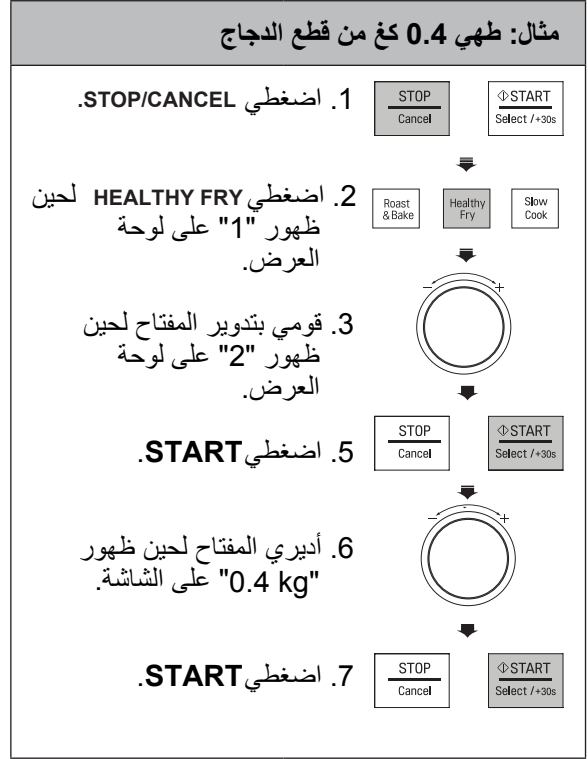 مثال: طهي 0.4 كغ من قطع الدجاج
1. اضغطي STOP/CANCEL.
STOP
Cancel
START
Select /+30s
2. اضغطي HEALTHY FRY لحين
ظهور "1" على لوحة
العرض.
Roast
& Bake
Healthy
Fry
Slow
Cook
3. قومي بتدوير المفتاح لحين
ظهور "2" على لوحة
العرض.
− +
5. اضغطي START.
STOP
Cancel
START
Select /+30s
6. أديري المفتاح لحين ظهور
"0.4 kg" على الشاشة.
− +
7. اضغطي START.
STOP
Cancel
START
Select /+30s